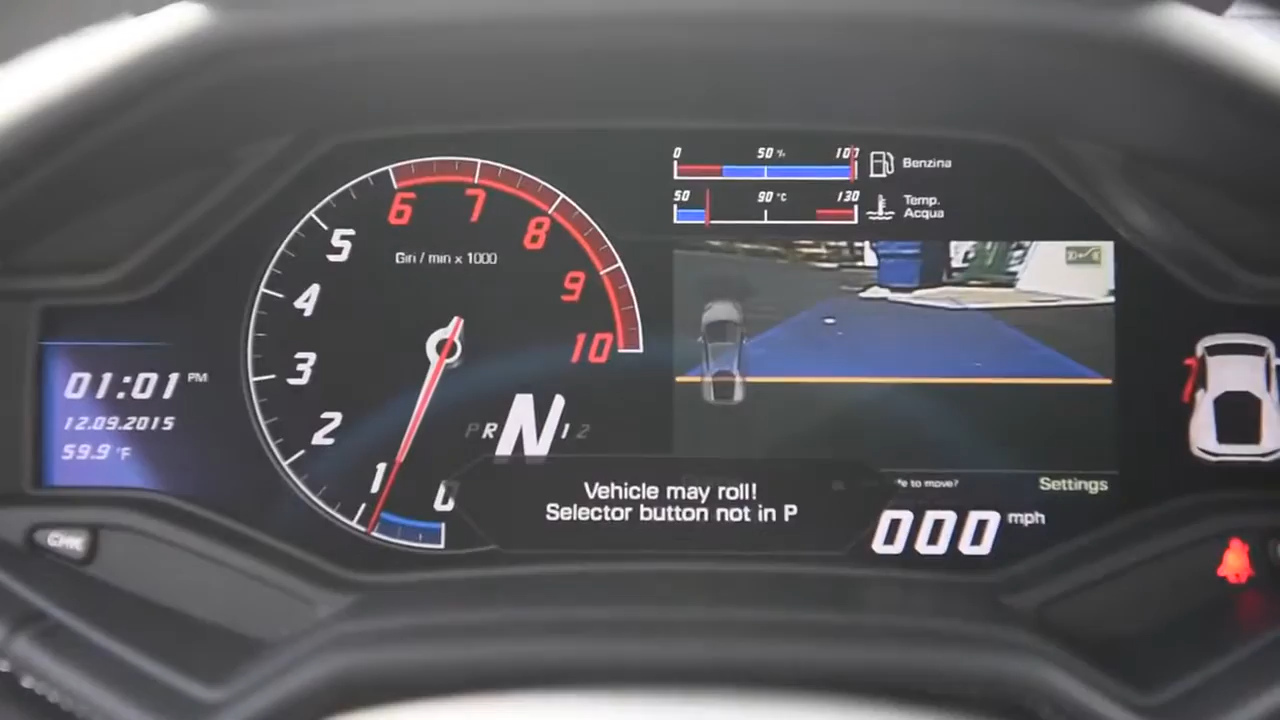 01:01 PM
12.09.2015
59.9 °F
6
7
8
9
10
5
4
3
2
1
0
Giri / min x 1000
P R N 1 2
0 50 % 100
Benzina
50 90 °C 130
Temp.
Acqua
Vehicle may roll!
Selector button not in P
to move?
Settings
000 mph